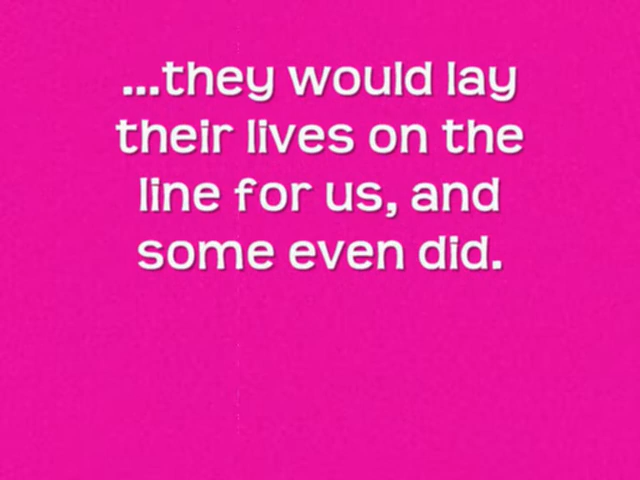 ...they would lay
their lives on the
line for us, and
some even did.